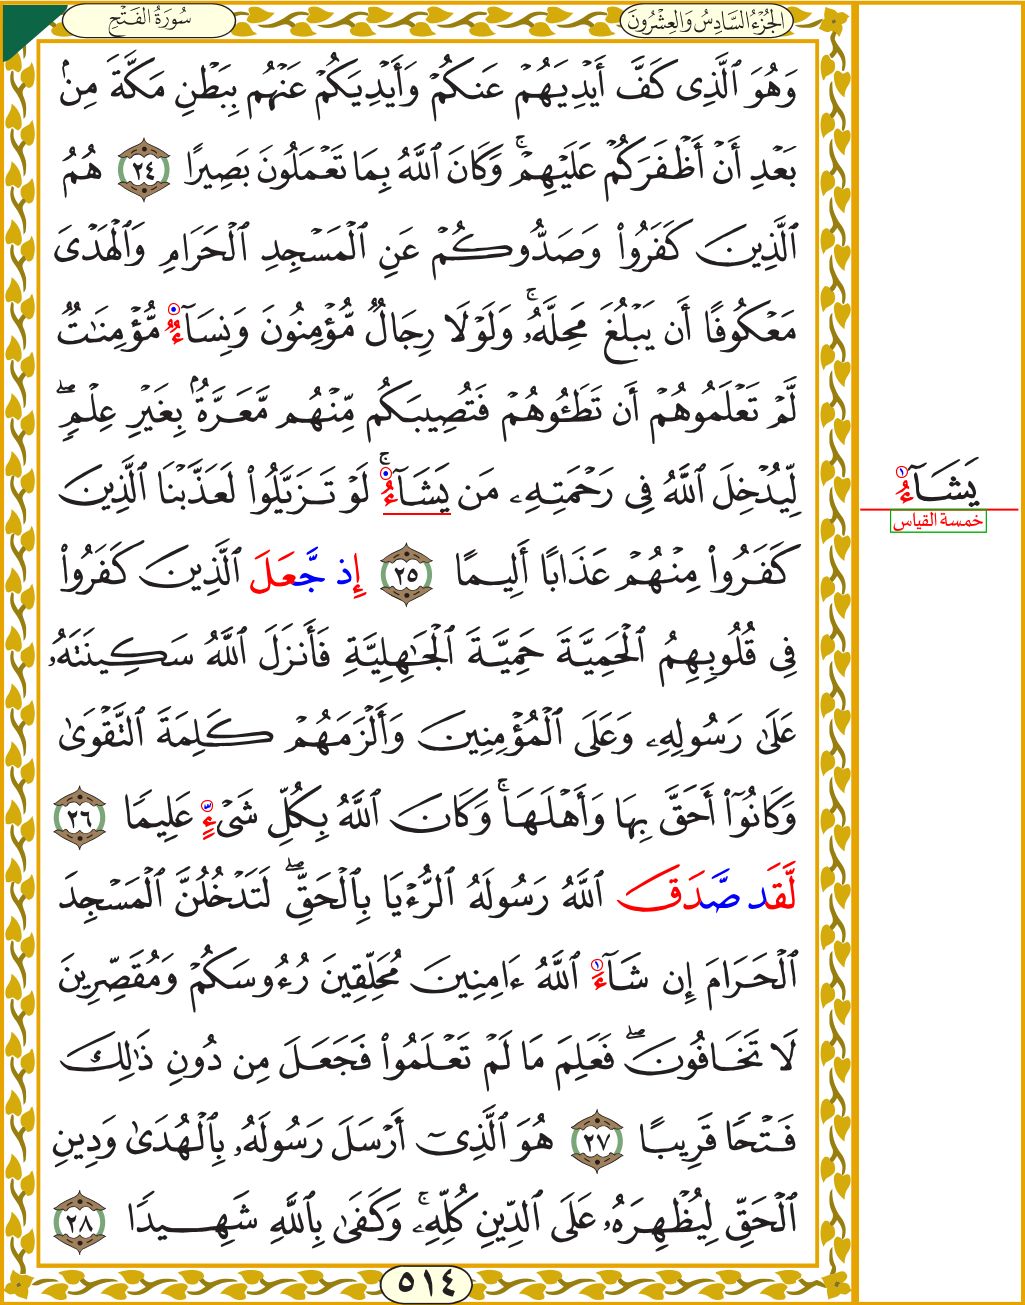 سُورَةُ الفَتْحِ
الجُزْءُ السَّادِسُ وَالعِشْرُونَ
وَهُوَ ٱلَّذِى كَفَّ أَيْدِيَهُمْ عَنكُمْ وَأَيْدِيَكُمْ عَنْهُم بِبَطْنِ مَكَّةَ مِنۢ
بَعْدِ أَنْ أَظْفَرَكُمْ عَلَيْهِمْ ۚ وَكَانَ ٱللَّهُ بِمَا تَعْمَلُونَ بَصِيرًا ٢٤ هُمُ
ٱلَّذِينَ كَفَرُوا۟ وَصَدُّوكُمْ عَنِ ٱلْمَسْجِدِ ٱلْحَرَامِ وَٱلْهَدْىَ
مَعْكُوفًا أَن يَبْلُغَ مَحِلَّهُۥ ۚ وَلَوْلَا رِجَالٌ مُّؤْمِنُونَ وَنِسَآءٌ مُّؤْمِنَٰتٌ
لَّمْ تَعْلَمُوهُمْ أَن تَطَـُٔوهُمْ فَتُصِيبَكُم مِّنْهُم مَّعَرَّةٌۢ بِغَيْرِ عِلْمٍ ۖ
لِّيُدْخِلَ ٱللَّهُ فِى رَحْمَتِهِۦ مَن يَشَآءُ ۚ لَوْ تَزَيَّلُوا۟ لَعَذَّبْنَا ٱلَّذِينَ
كَفَرُوا۟ مِنْهُمْ عَذَابًا أَلِيمًا ٢٥ إِذ جَّعَلَ ٱلَّذِينَ كَفَرُوا۟
فِى قُلُوبِهِمُ ٱلْحَمِيَّةَ حَمِيَّةَ ٱلْجَٰهِلِيَّةِ فَأَنزَلَ ٱللَّهُ سَكِينَتَهُۥ
عَلَىٰ رَسُولِهِۦ وَعَلَى ٱلْمُؤْمِنِينَ وَأَلْزَمَهُمْ كَلِمَةَ ٱلتَّقْوَىٰ
وَكَانُوٓا۟ أَحَقَّ بِهَا وَأَهْلَهَا ۚ وَكَانَ ٱللَّهُ بِكُلِّ شَىْءٍ عَلِيمًا ٢٦
لَّقَد صَّدَقَ ٱللَّهُ رَسُولَهُ ٱلرُّءْيَا بِٱلْحَقِّ ۖ لَتَدْخُلُنَّ ٱلْمَسْجِدَ
ٱلْحَرَامَ إِن شَآءَ ٱللَّهُ ءَامِنِينَ مُحَلِّقِينَ رُءُوسَكُمْ وَمُقَصِّرِينَ
لَا تَخَافُونَ ۖ فَعَلِمَ مَا لَمْ تَعْلَمُوا۟ فَجَعَلَ مِن دُونِ ذَٰلِكَ
فَتْحًا قَرِيبًا ٢٧ هُوَ ٱلَّذِىٓ أَرْسَلَ رَسُولَهُۥ بِٱلْهُدَىٰ وَدِينِ
ٱلْحَقِّ لِيُظْهِرَهُۥ عَلَى ٱلدِّينِ كُلِّهِۦ ۚ وَكَفَىٰ بِٱللَّهِ شَهِيدًا ٢٨
٥١٤
يَشَآءُ
خمسة القياس